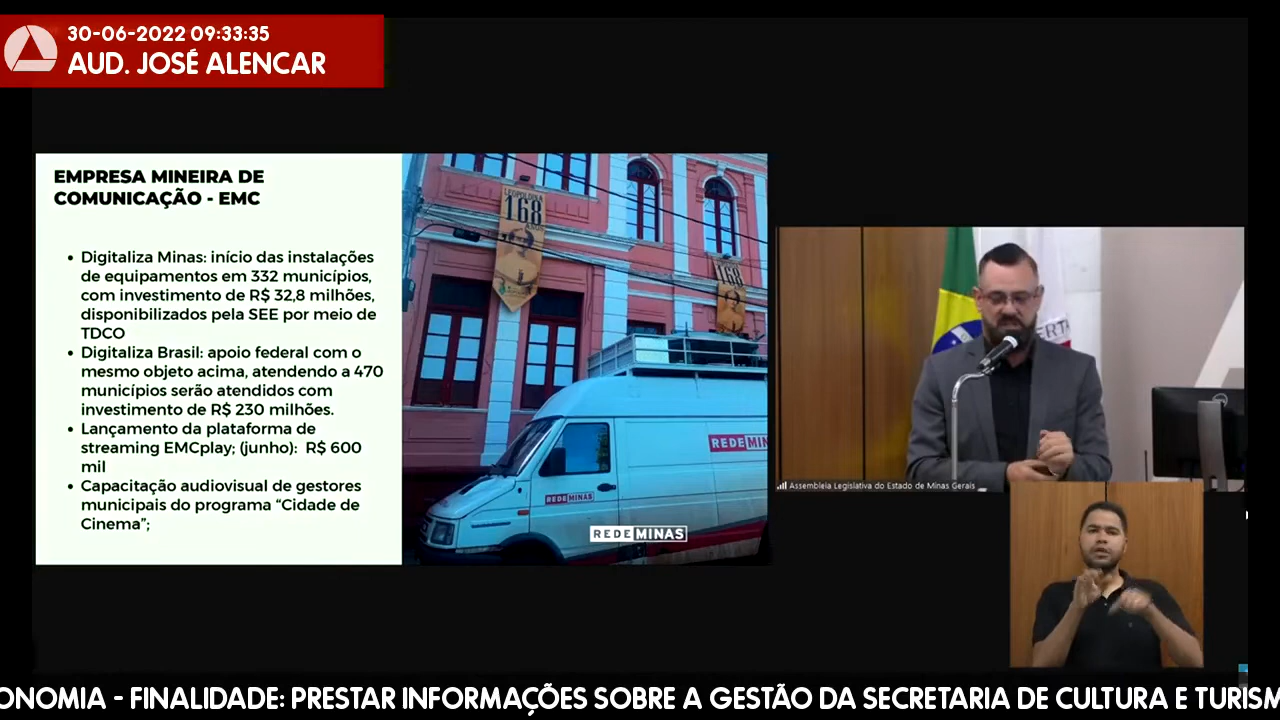 30-06-2022 09:33:35
AUD. JOSÉ ALENCAR
EMPRESA MINEIRA DE
COMUNICAÇÃO - EMC
• Digitaliza Minas: início das instalações
de equipamentos em 332 municípios,
com investimento de R$ 32,8 milhões,
disponibilizados pela SEE por meio de
TDCO
• Digitaliza Brasil: apoio federal com o
mesmo objeto acima, atendendo a 470
municípios serão atendidos com
investimento de R$ 230 milhões.
• Lançamento da plataforma de
streaming EMCplay; (junho): R$ 600
mil
• Capacitação audiovisual de gestores
municipais do programa “Cidade de
Cinema”;
LEOPOLDINA
168
168
REDE MIN
REDE MINAS
REDE MINAS
ERT
Assembleia Legislativa do Estado de Minas Gerais
ONOMIA - FINALIDADE: PRESTAR INFORMAÇÕES SOBRE A GESTÃO DA SECRETARIA DE CULTURA E TURISM